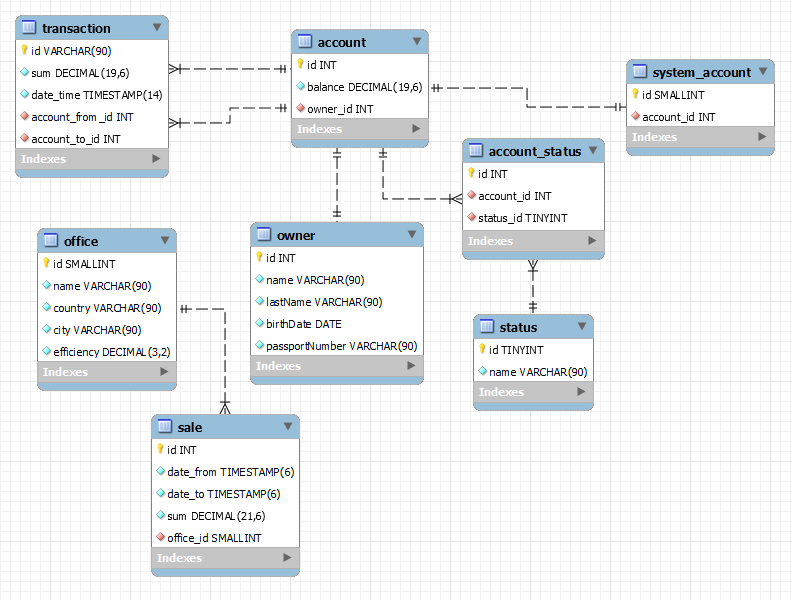 transaction
id VARCHAR(90)
sum DECIMAL(19,6)
date_time TIMESTAMP(14)
account_from_id INT
account_to_id INT
Indexes
account
id INT
balance DECIMAL(19,6)
owner_id INT
Indexes
system_account
id SMALLINT
account_id INT
Indexes
account_status
id INT
account_id INT
status_id TINYINT
Indexes
office
id SMALLINT
name VARCHAR(90)
country VARCHAR(90)
city VARCHAR(90)
efficiency DECIMAL(3,2)
Indexes
owner
id INT
name VARCHAR(90)
lastName VARCHAR(90)
birthDate DATE
passportNumber VARCHAR(90)
Indexes
status
id TINYINT
name VARCHAR(90)
Indexes
sale
id INT
date_from TIMESTAMP(6)
date_to TIMESTAMP(6)
sum DECIMAL(21,6)
office_id SMALLINT
Indexes